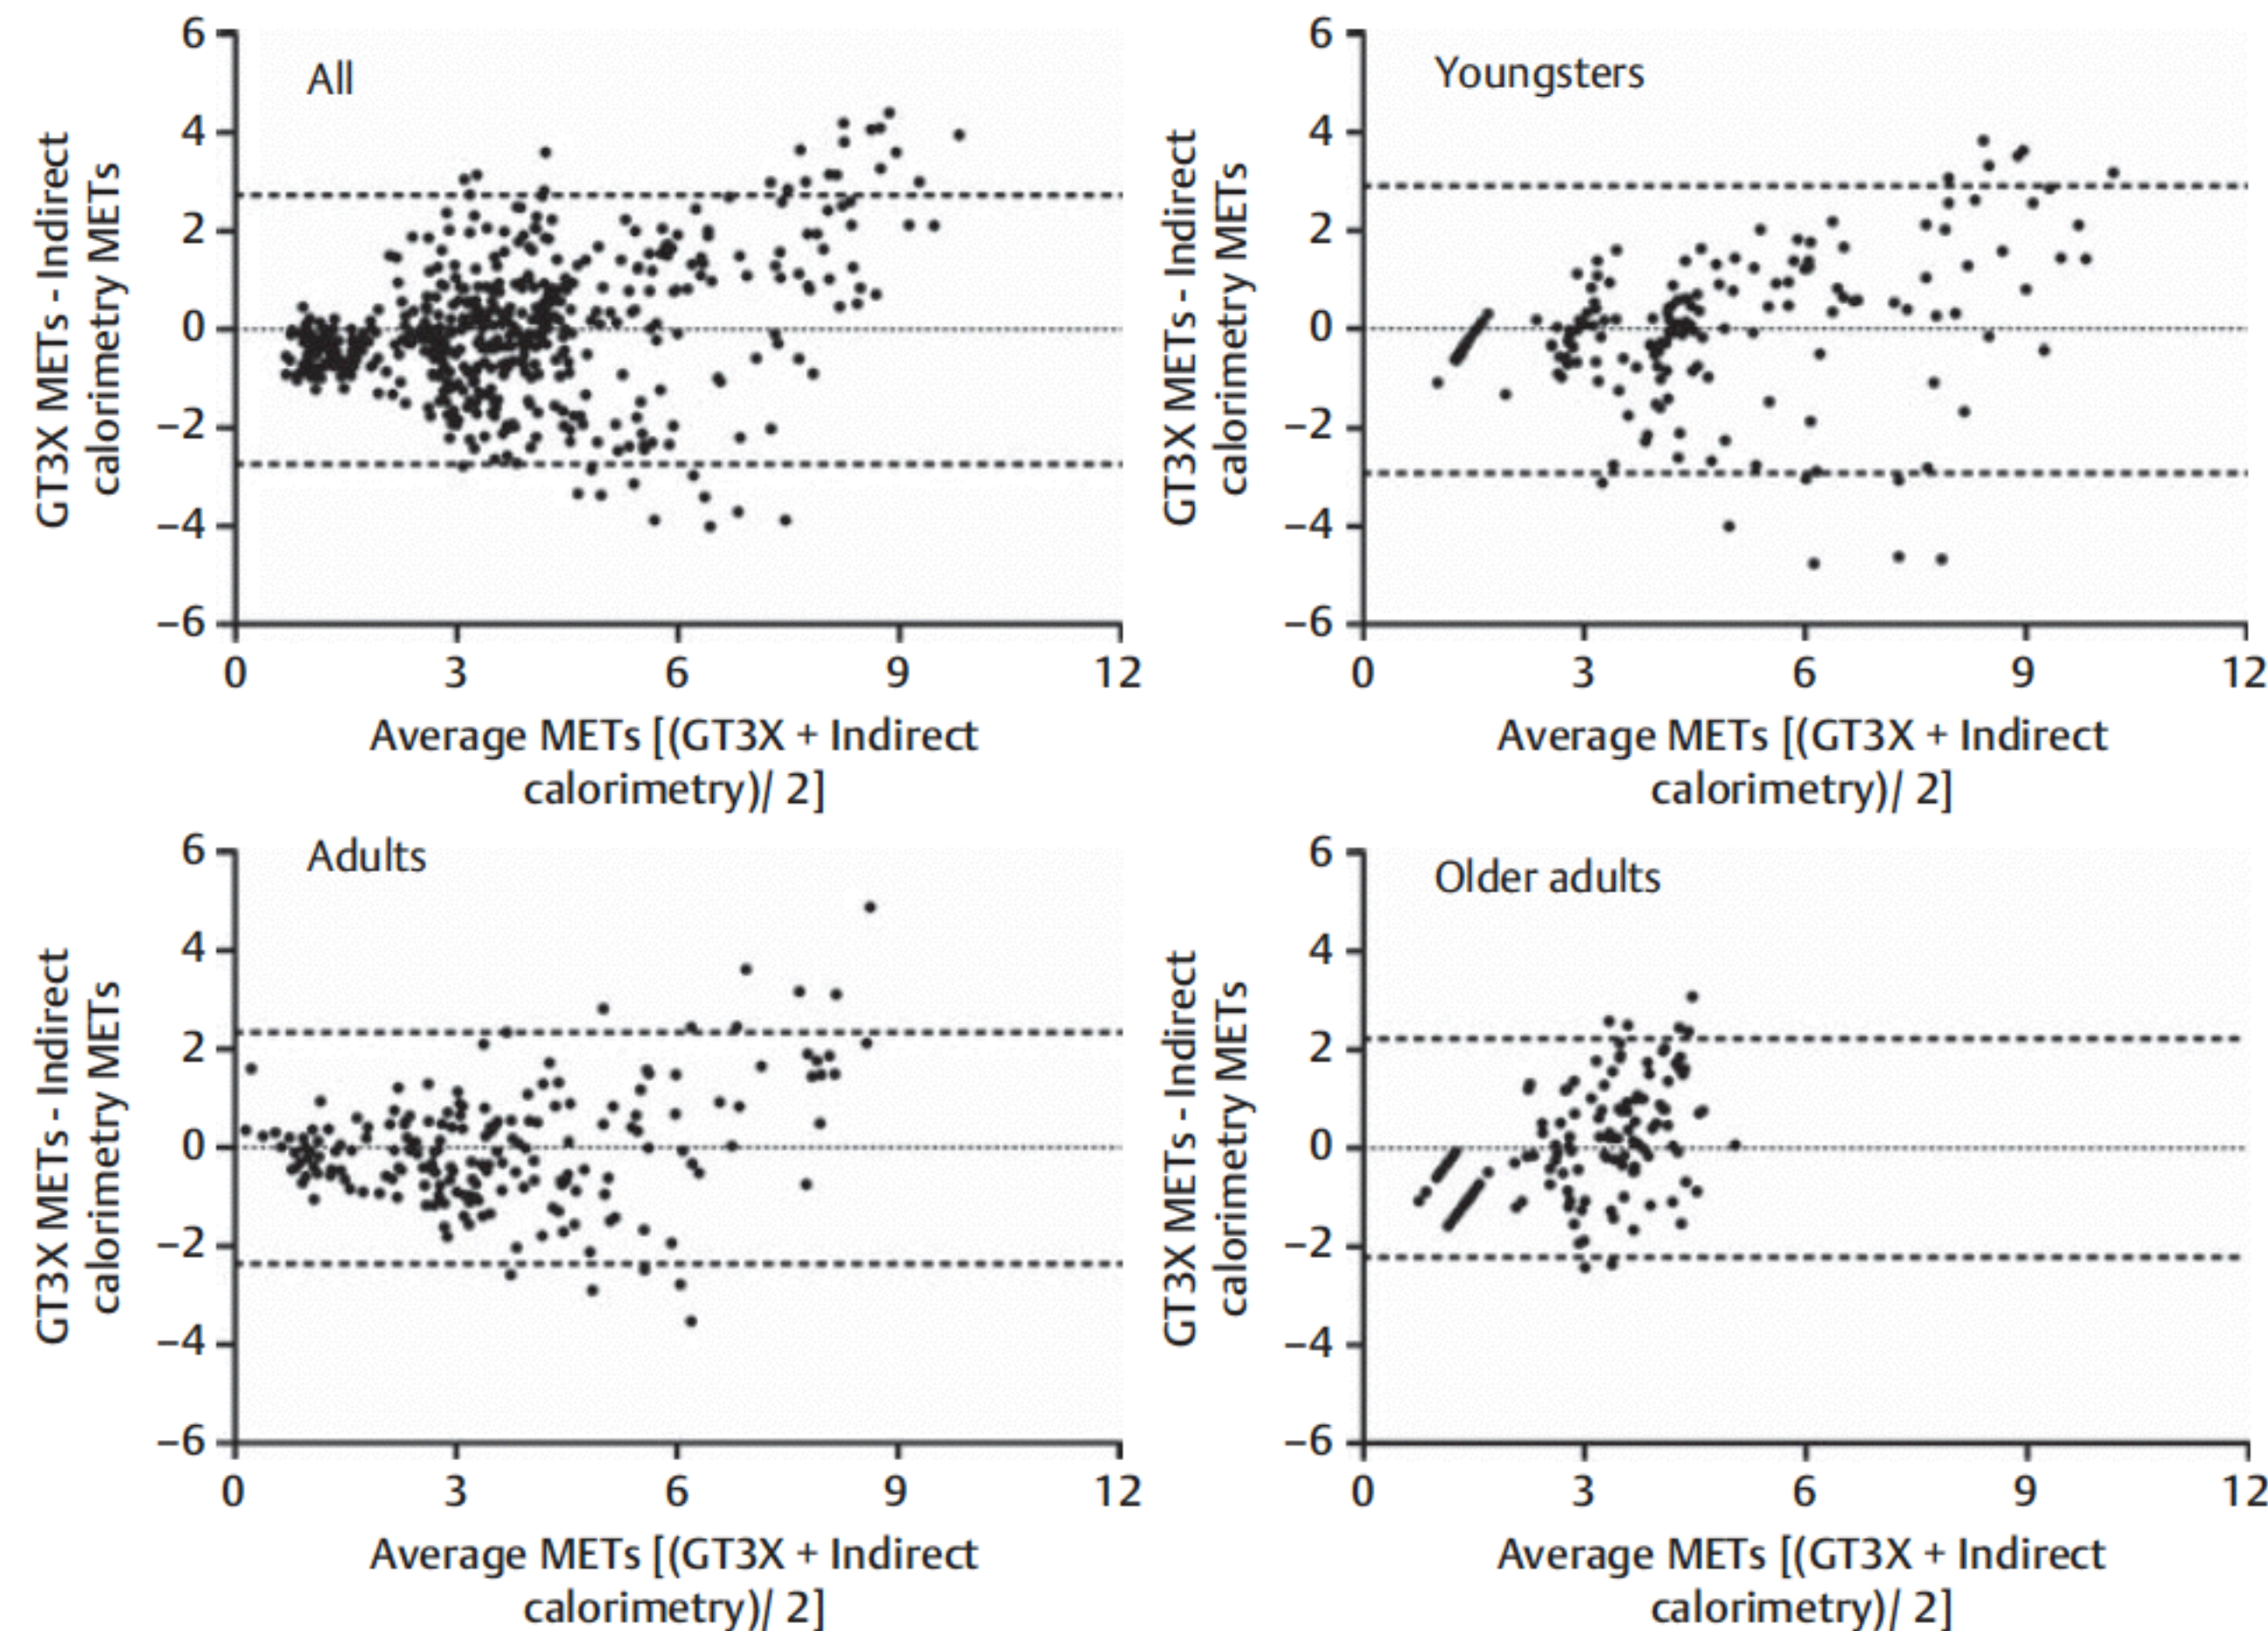 All
GT3X METs - Indirect
calorimetry METs
6
4
2
0
−2
−4
−6
0 3 6 9 12
Average METs [(GT3X + Indirect
calorimetry)/ 2]
Youngsters
GT3X METs - Indirect
calorimetry METs
6
4
2
0
−2
−4
−6
0 3 6 9 12
Average METs [(GT3X + Indirect
calorimetry)/ 2]
Adults
GT3X METs - Indirect
calorimetry METs
6
4
2
0
−2
−4
−6
0 3 6 9 12
Average METs [(GT3X + Indirect
calorimetry)/ 2]
Older adults
GT3X METs - Indirect
calorimetry METs
6
4
2
0
−2
−4
−6
0 3 6 9 12
Average METs [(GT3X + Indirect
calorimetry)/ 2]